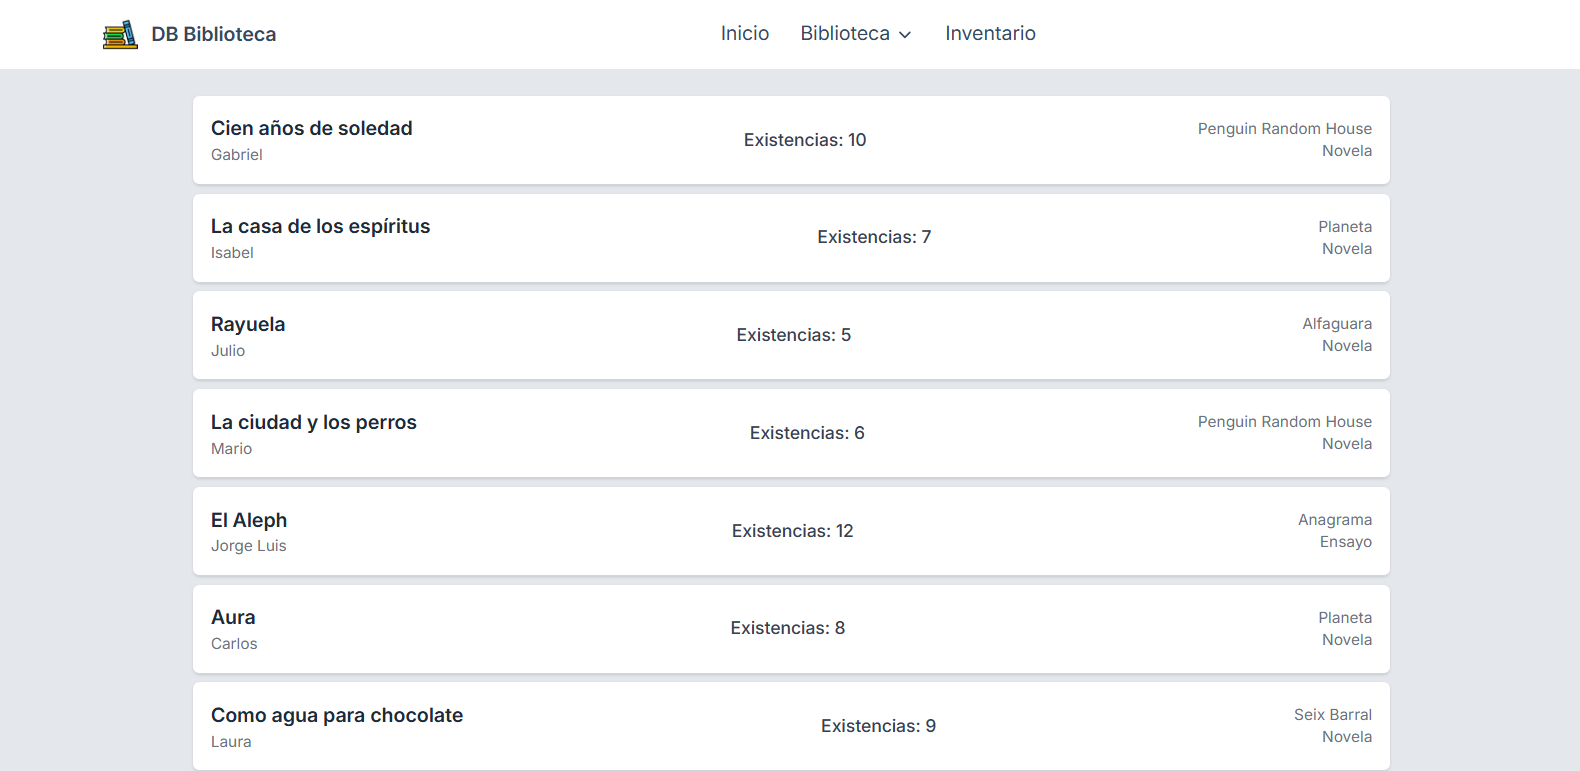 DB Biblioteca
Inicio
Biblioteca
Inventario
Cien años de soledad
Gabriel
Existencias: 10
Penguin Random House
Novela
La casa de los espíritus
Isabel
Existencias: 7
Planeta
Novela
Rayuela
Julio
Existencias: 5
Alfaguara
Novela
La ciudad y los perros
Mario
Existencias: 6
Penguin Random House
Novela
El Aleph
Jorge Luis
Existencias: 12
Anagrama
Ensayo
Aura
Carlos
Existencias: 8
Planeta
Novela
Como agua para chocolate
Laura
Existencias: 9
Seix Barral
Novela